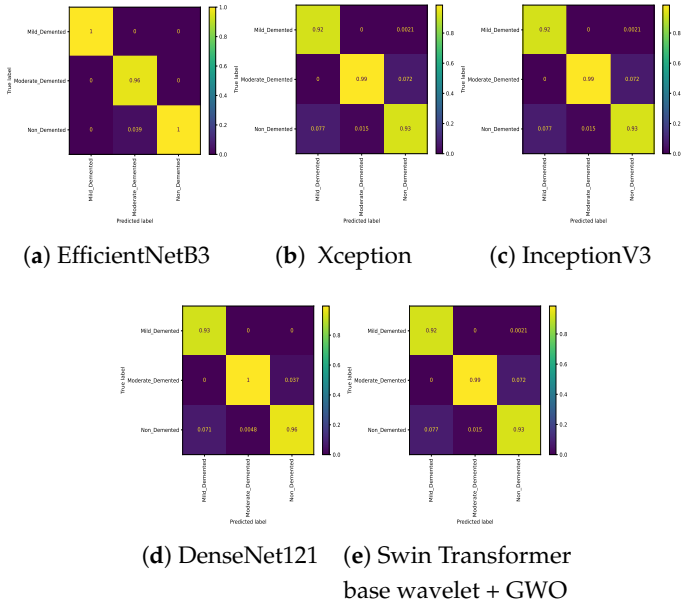 Mild_Demented 1 0 0 1.0
0.8
True label Moderate_Demented 0 0.96 0 0.6
0.4
Non_Demented 0 0.039 1 0.2
0.0
Mild_Demented Moderate_Demented Non_Demented
Predicted label
(a) EfficientNetB3
Mild_Demented 0.92 0 0.0021
0.8
True label Moderate_Demented 0 0.99 0.072 0.6
0.4
Non_Demented 0.077 0.015 0.93 0.2
0.0
Mild_Demented Moderate_Demented Non_Demented
Predicted label
(b) Xception
Mild_Demented 0.92 0 0.0021
0.8
True label Moderate_Demented 0 0.99 0.072 0.6
0.4
Non_Demented 0.077 0.015 0.93 0.2
0.0
Mild_Demented Moderate_Demented Non_Demented
Predicted label
(c) InceptionV3
Mild_Demented 0.93 0 0
0.8
True label Moderate_Demented 0 1 0.037 0.6
0.4
Non_Demented 0.071 0.0048 0.96 0.2
0.0
Mild_Demented Moderate_Demented Non_Demented
Predicted label
(d) DenseNet121
Mild_Demented 0.92 0 0.0021
0.8
True label Moderate_Demented 0 0.99 0.072 0.6
0.4
Non_Demented 0.077 0.015 0.93 0.2
0.0
Mild_Demented Moderate_Demented Non_Demented
Predicted label
(e) Swin Transformer
base wavelet + GWO